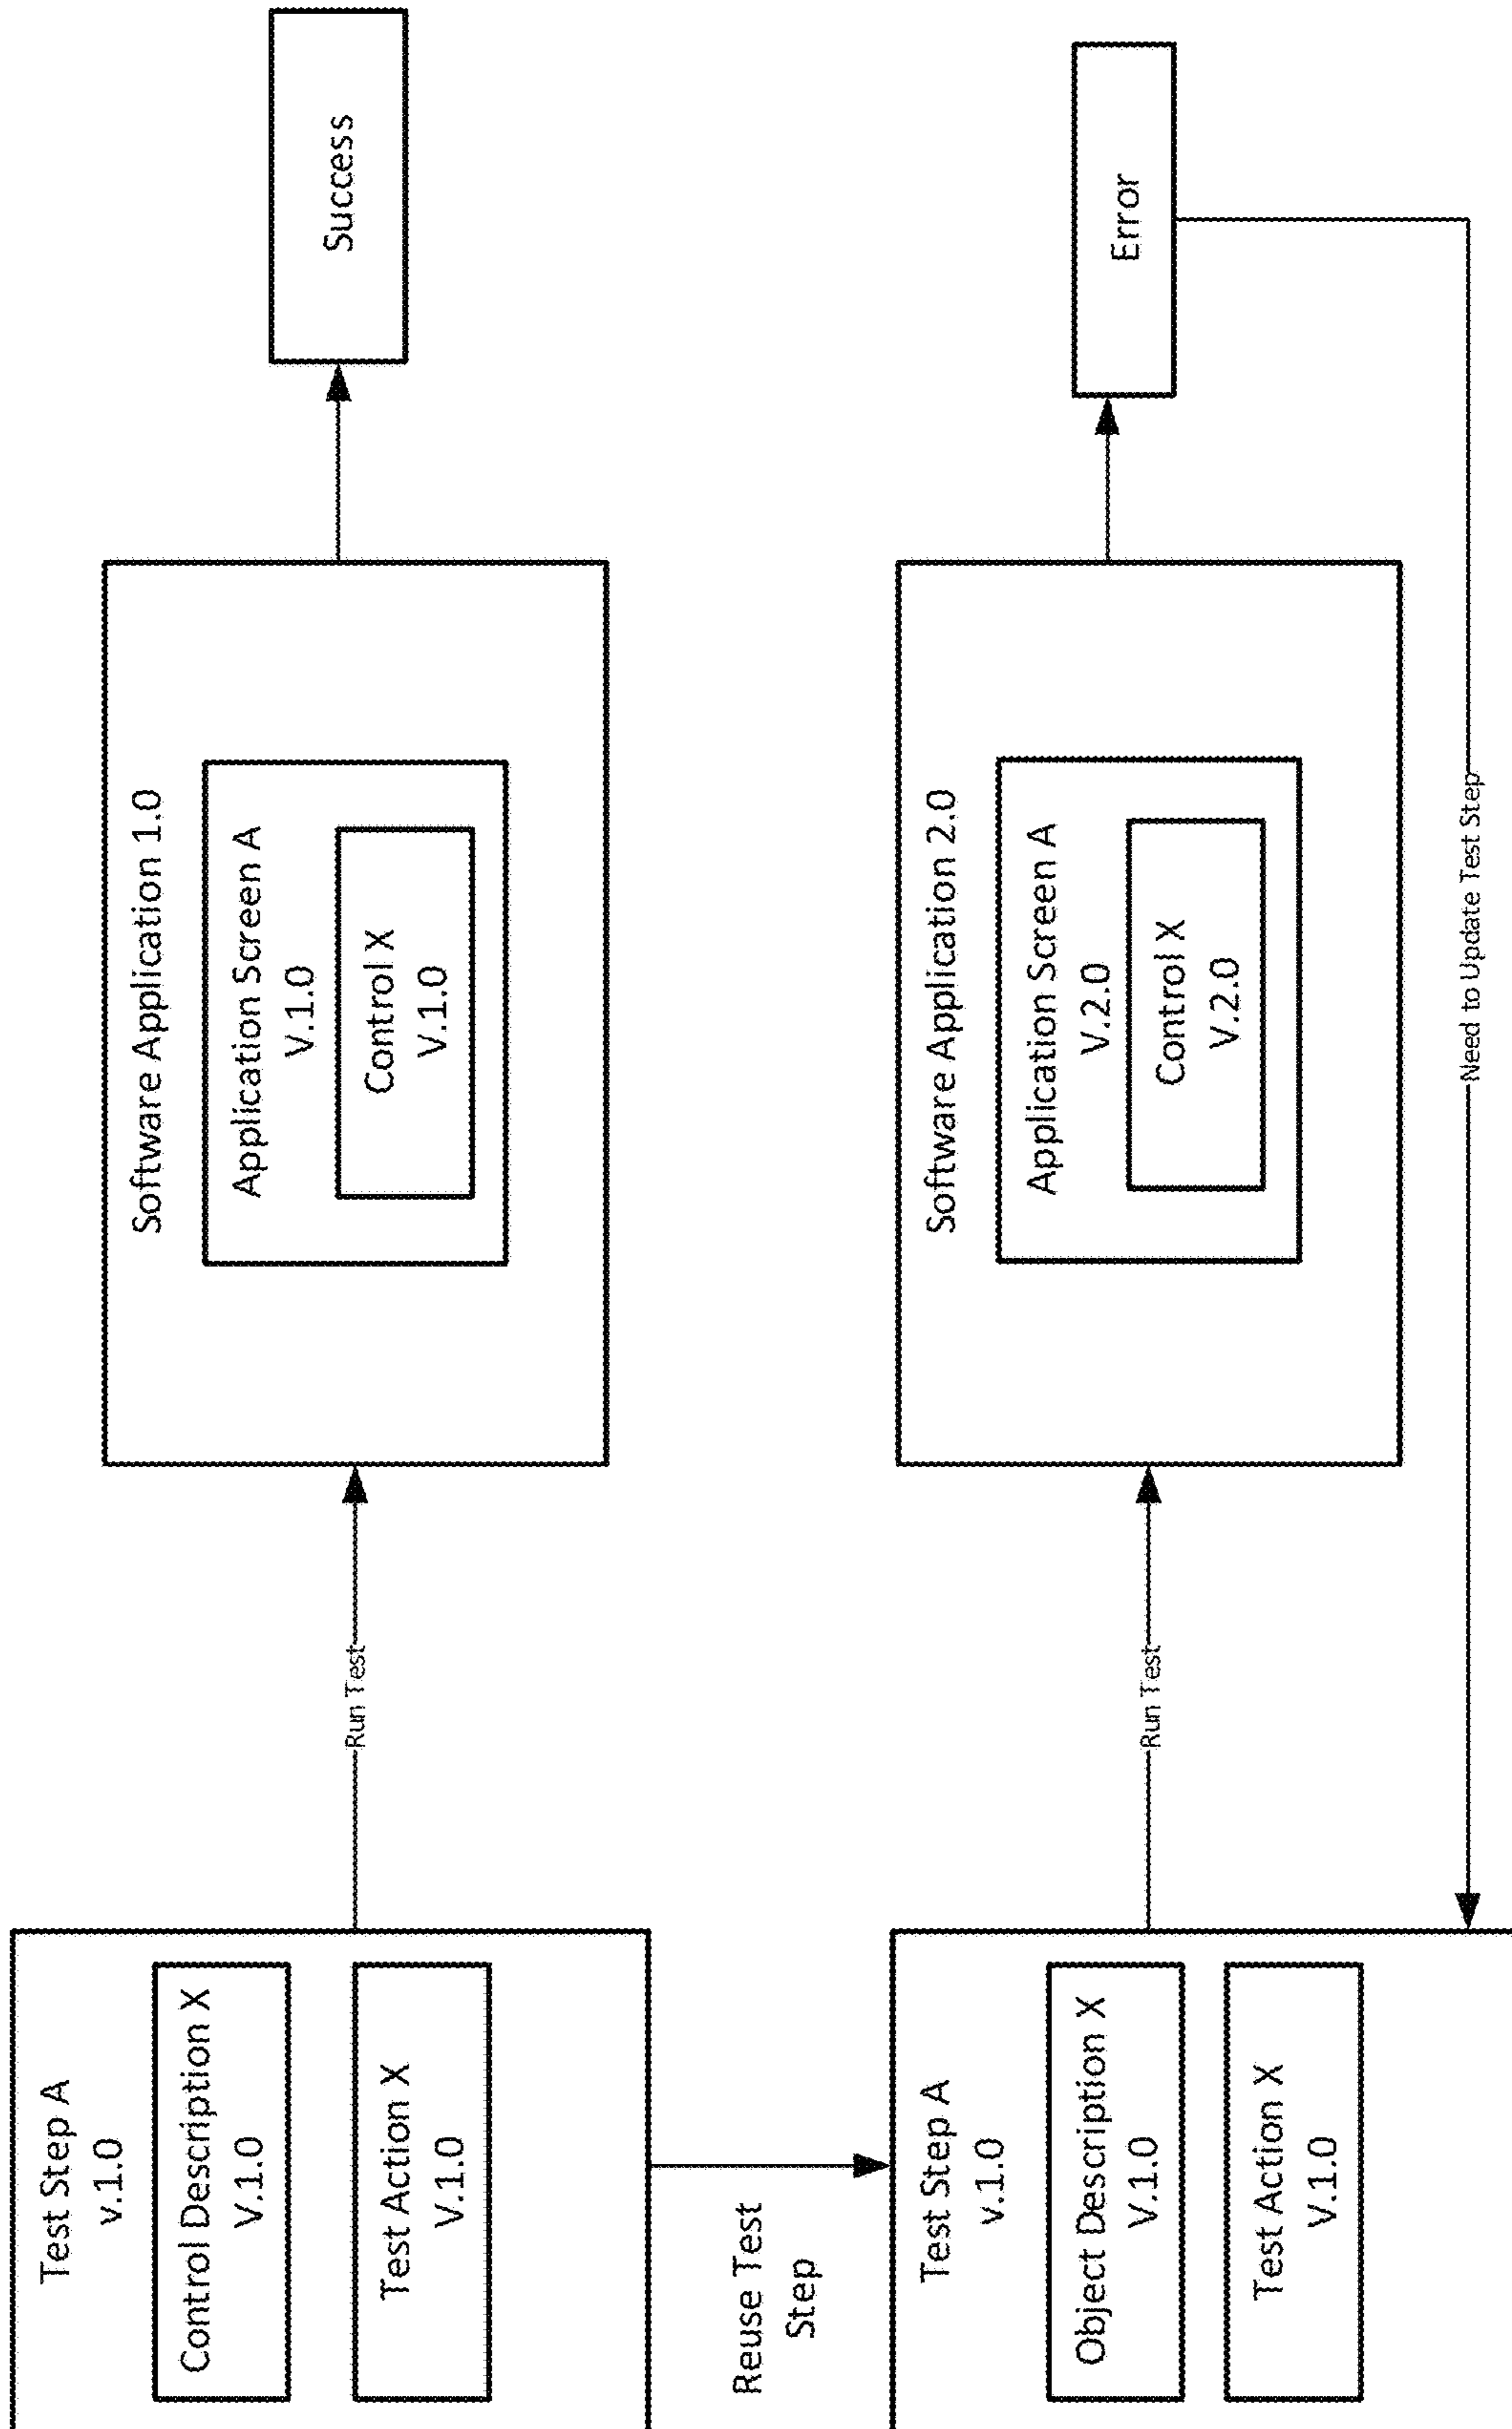 Test Step A
v.1.0
Control Description X
V.1.0
Test Action X
V.1.0
Run Test
Software Application 1.0
Application Screen A
V.1.0
Control X
V.1.0
Success
Reuse Test
Step
Test Step A
v.1.0
Object Description X
V.1.0
Test Action X
V.1.0
Run Test
Software Application 2.0
Application Screen A
V.2.0
Control X
V.2.0
Error
Need to Update Test Step